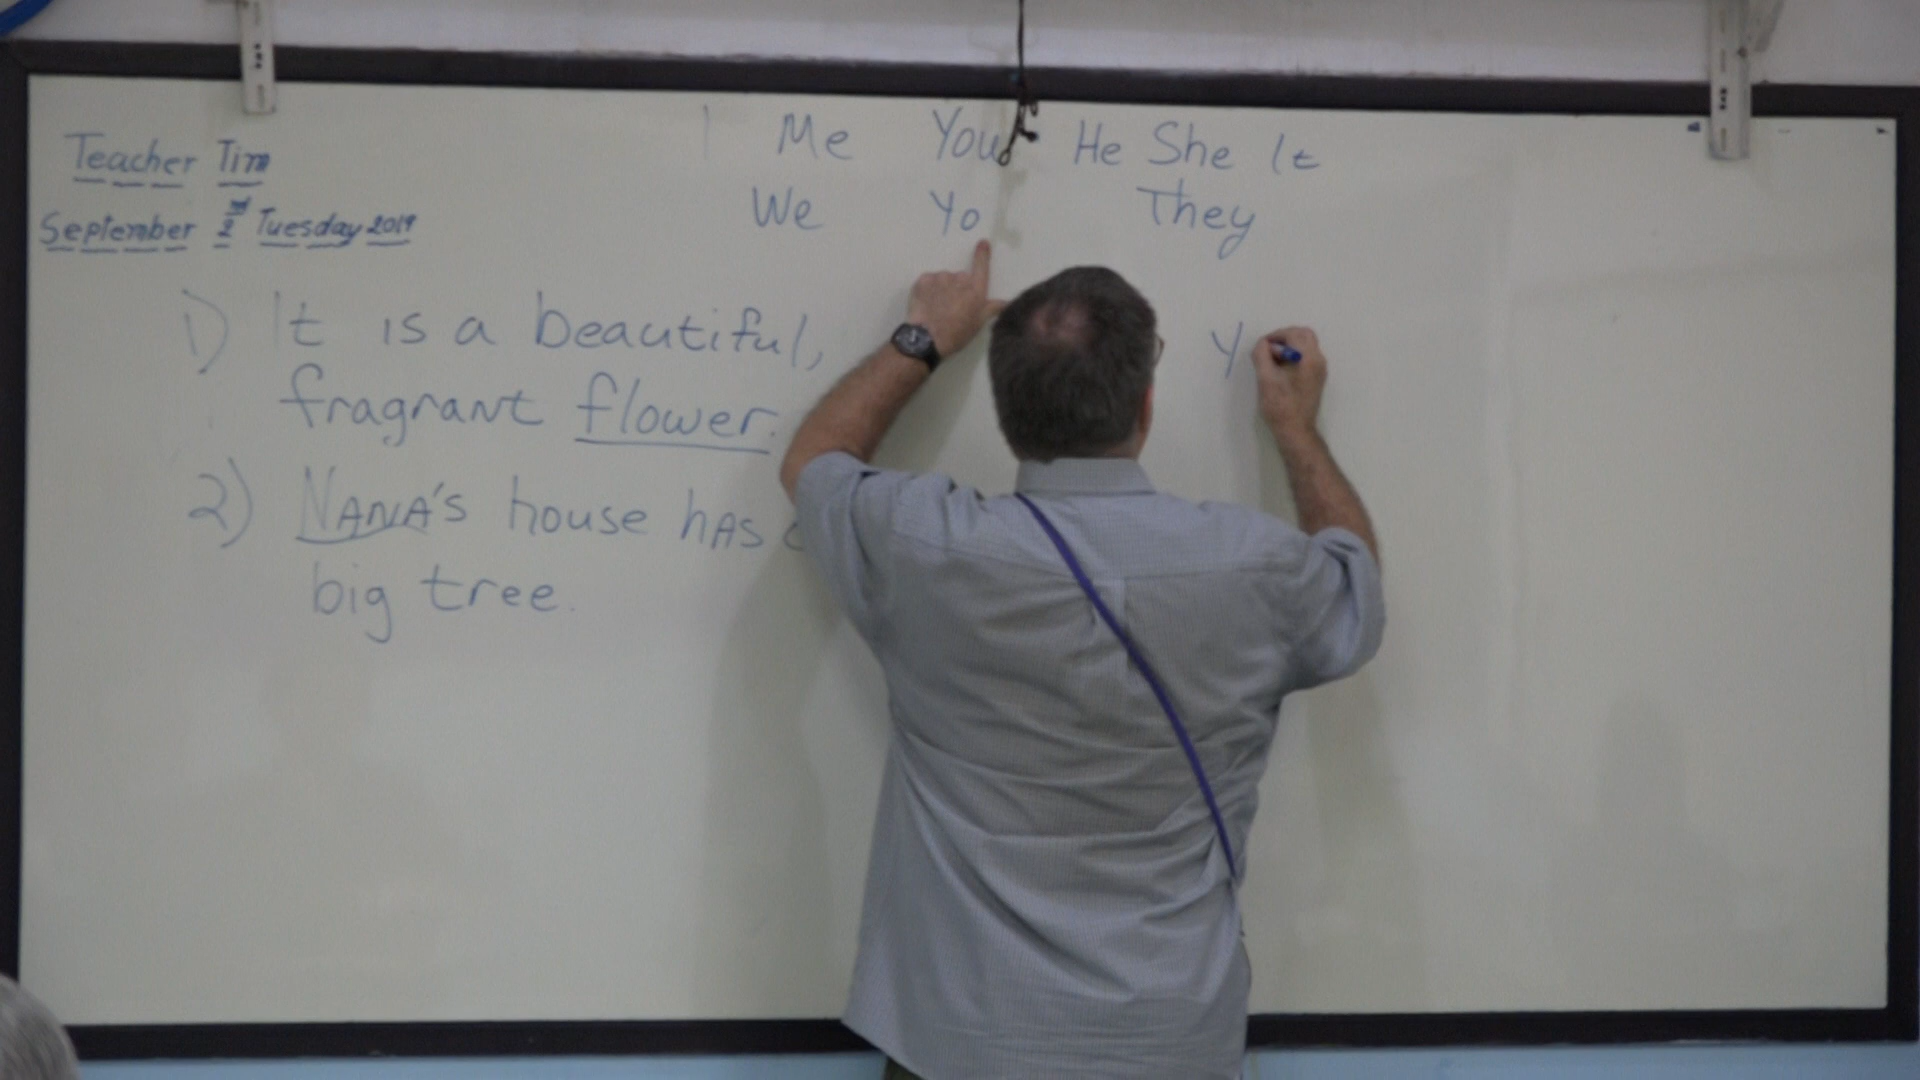 Teacher Tim
September 2nd Tuesday 2019
I Me You He She It
We Yo They
1) It is a beautiful,
fragrant flower.
Y
2) NANA's house hAs
big tree.